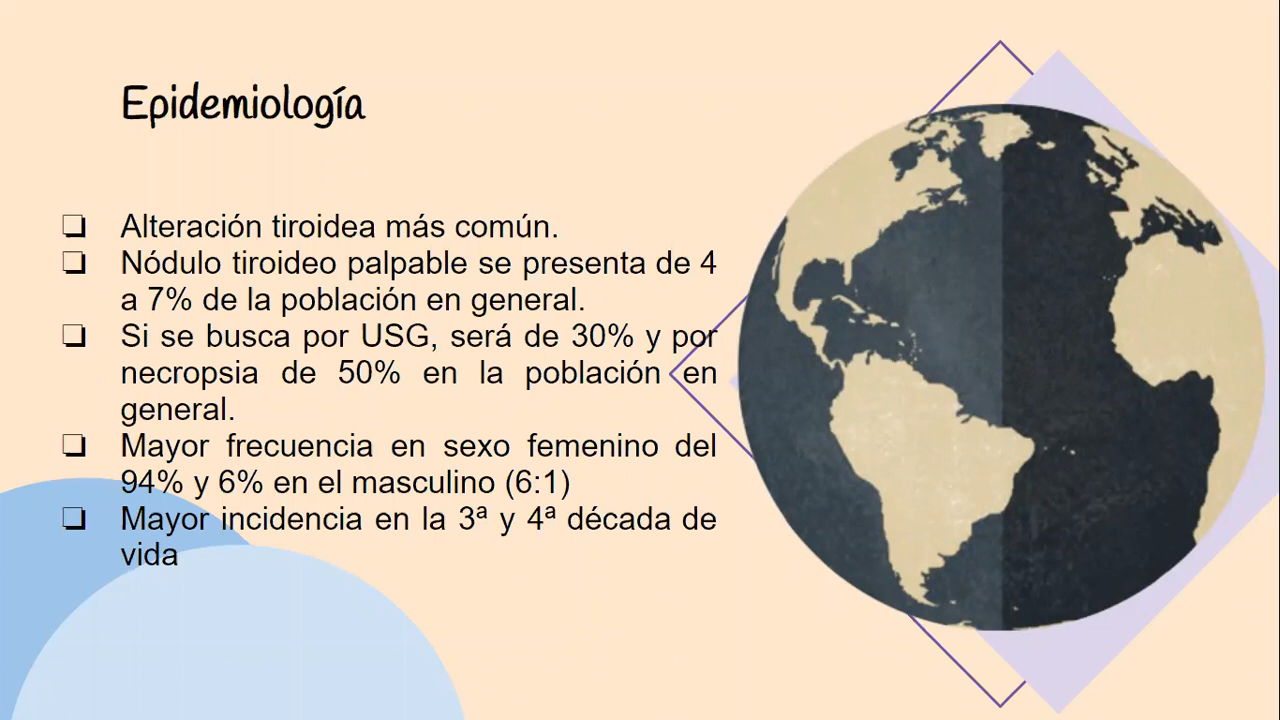 Epidemiología
❏ Alteración tiroidea más común.
❏ Nódulo tiroideo palpable se presenta de 4
a 7% de la población en general.
❏ Si se busca por USG, será de 30% y por
necropsia de 50% en la población en
general.
❏ Mayor frecuencia en sexo femenino del
94% y 6% en el masculino (6:1)
❏ Mayor incidencia en la 3ª y 4ª década de
vida